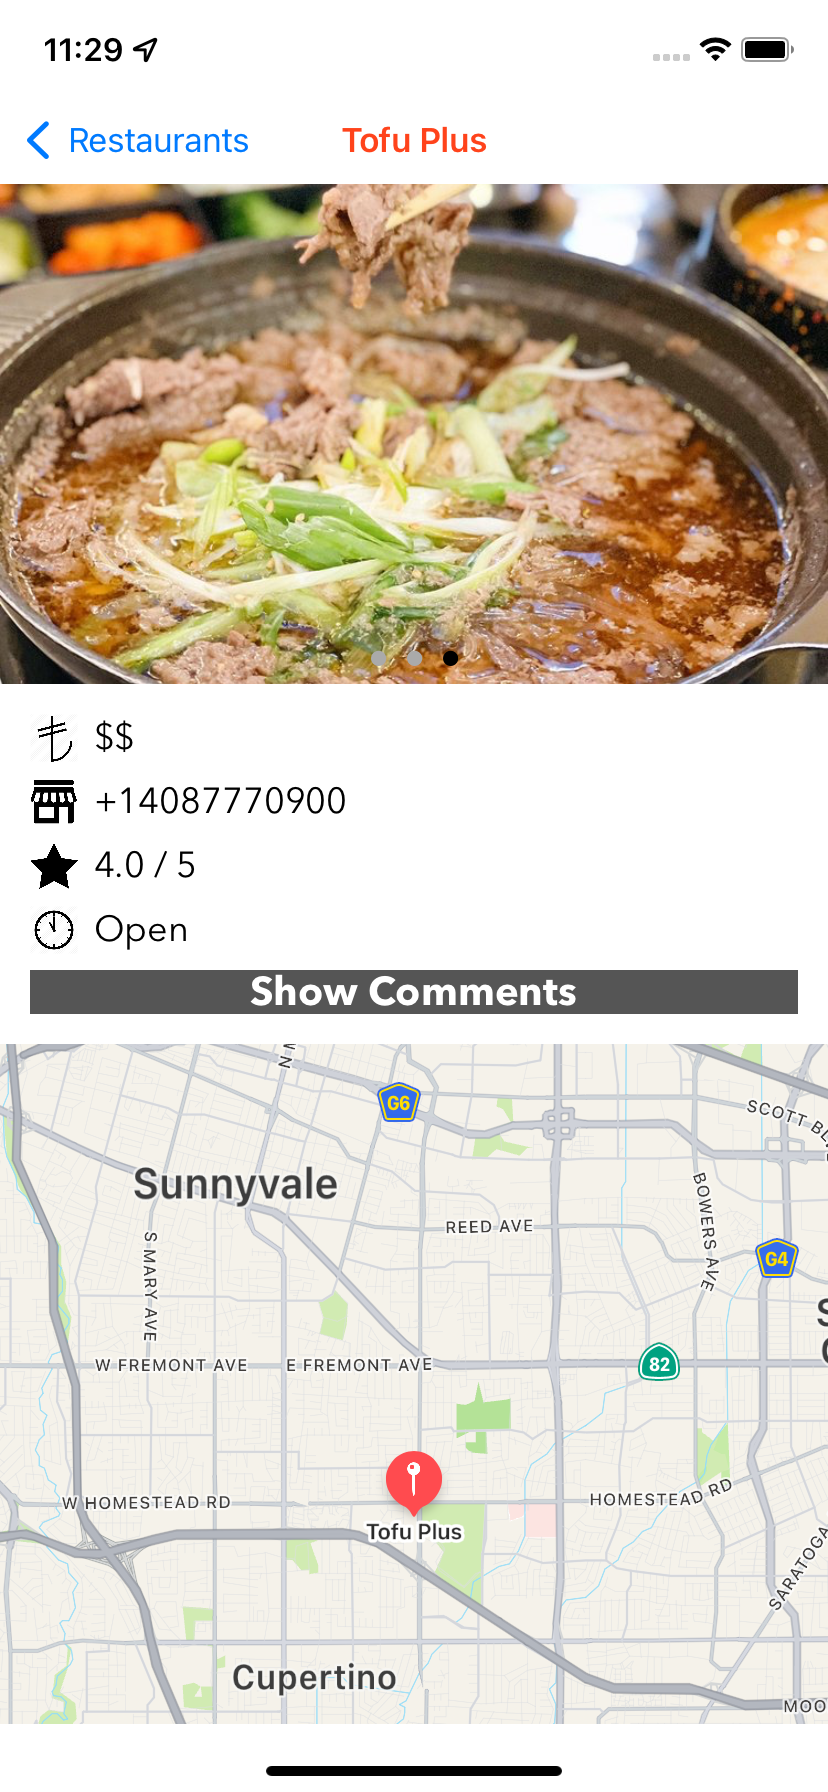 11:29
Restaurants
Tofu Plus
$$
+14087770900
4.0 / 5
Open
Show Comments
N
G6
SCOTT BL
Sunnyvale
BOWERS AVE
REED AVE
S MARY AVE
G4
S
C
W FREMONT AVE
E FREMONT AVE
82
W HOMESTEAD RD
HOMESTEAD RD
Tofu Plus
SARATOGA
Cupertino
MOO